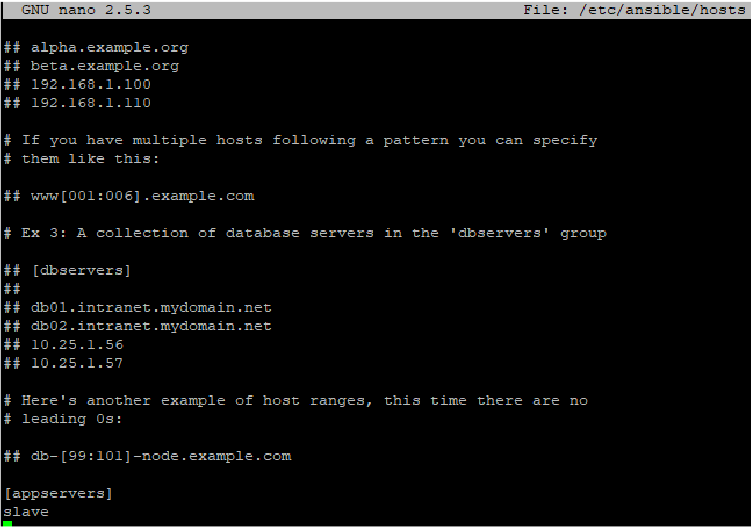 GNU nano 2.5.3 File: /etc/ansible/hosts
## alpha.example.org
## beta.example.org
## 192.168.1.100
## 192.168.1.110
# If you have multiple hosts following a pattern you can specify
# them like this:
## www[001:006].example.com
# Ex 3: A collection of database servers in the 'dbservers' group
## [dbservers]
##
## db01.intranet.mydomain.net
## db02.intranet.mydomain.net
## 10.25.1.56
## 10.25.1.57
# Here's another example of host ranges, this time there are no
# leading 0s:
## db-[99:101]-node.example.com
[appservers]
slave